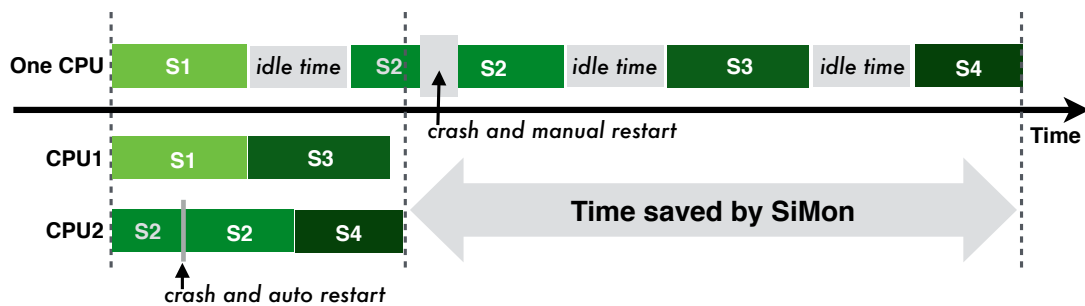 One CPU S1 idle time S2 S2 idle time S3 idle time S4
crash and manual restart
Time
CPU1 S1 S3
Time saved by SiMon
CPU2 S2 S2 S4
crash and auto restart